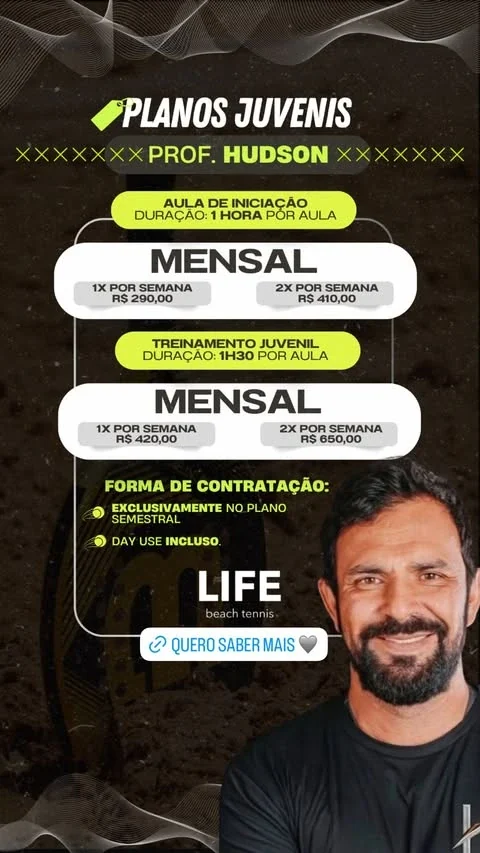 PLANOS JUVENIS
PROF. HUDSON
AULA DE INICIAÇÃO
DURAÇÃO: 1 HORA POR AULA
MENSAL
1X POR SEMANA
R$ 290,00
2X POR SEMANA
R$ 410,00
TREINAMENTO JUVENIL
DURAÇÃO: 1H30 POR AULA
MENSAL
1X POR SEMANA
R$ 420,00
2X POR SEMANA
R$ 650,00
FORMA DE CONTRATAÇÃO:
EXCLUSIVAMENTE NO PLANO
SEMESTRAL
DAY USE INCLUSO.
LIFE
beach tennis
QUERO SABER MAIS 🩶